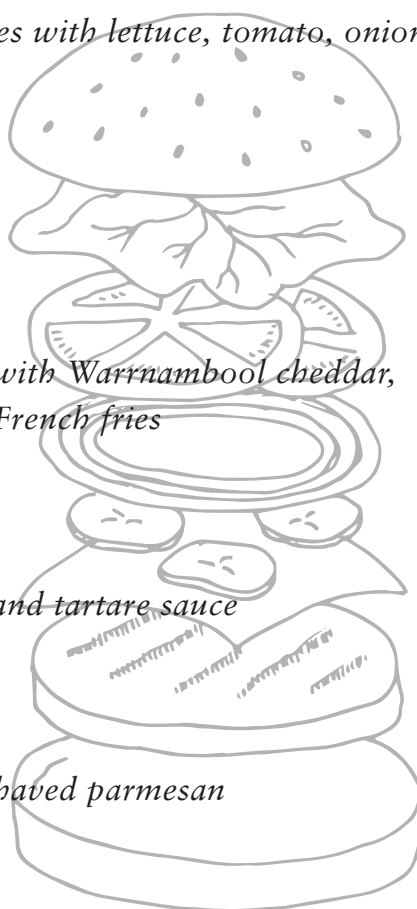 es with lettuce, tomato, onion
with Warrnambool cheddar,
French fries
and tartare sauce
haved parmesan